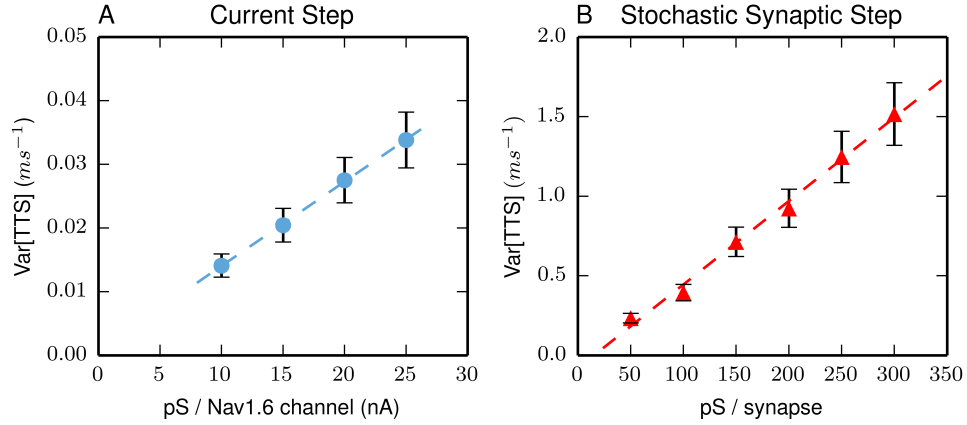 A Current Step
Var[TTS] (ms⁻¹)
0.05
0.04
0.03
0.02
0.01
0.00
0 5 10 15 20 25 30
pS / Nav1.6 channel (nA)
B Stochastic Synaptic Step
Var[TTS] (ms⁻¹)
2.0
1.5
1.0
0.5
0.0
0 50 100 150 200 250 300 350
pS / synapse